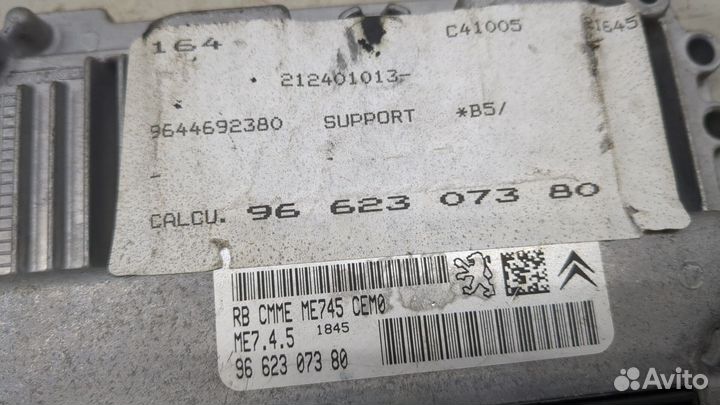 164 C41005 21645
212401013-
9644692380 SUPPORT *B5/
-
CALCU. 96 623 073 80
RB CMME ME745 CEM0
ME7.4.5 1845
96 623 073 80
Avito